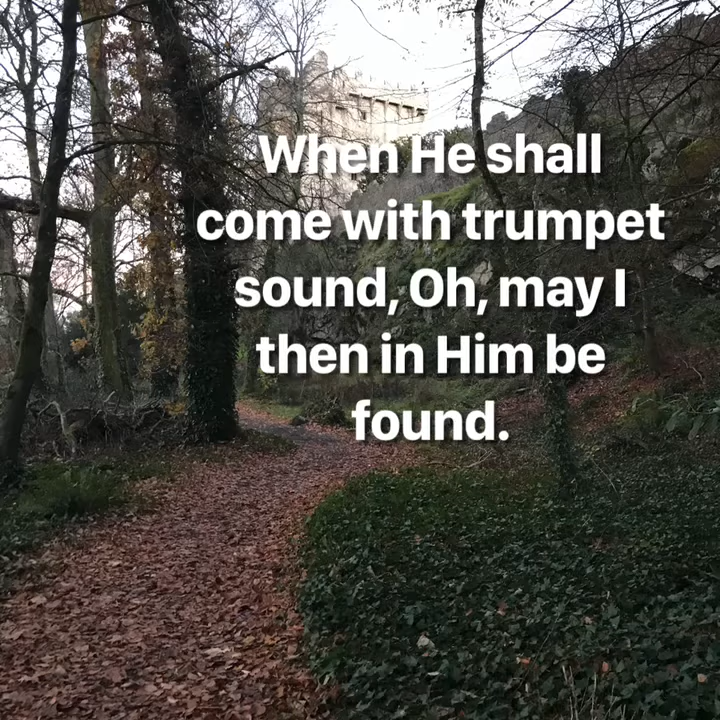 When He shall
come with trumpet
sound, Oh, may I
then in Him be
found.